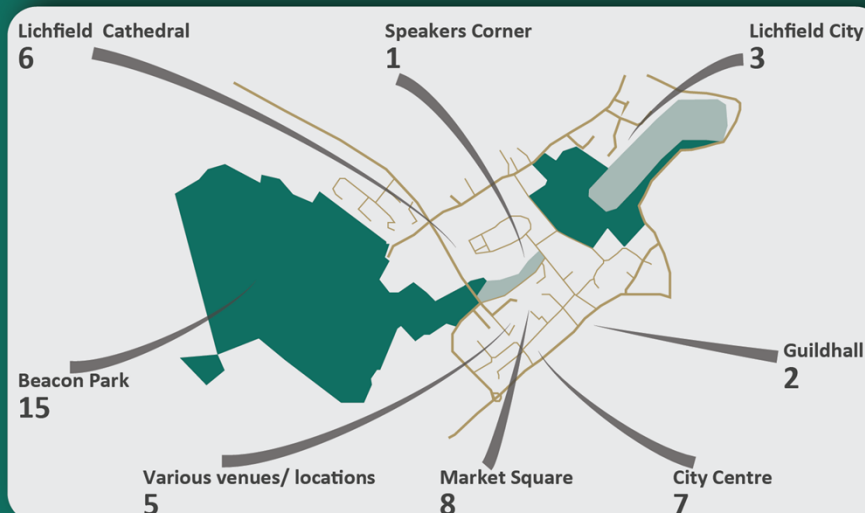 Lichfield Cathedral
6
Speakers Corner
1
Lichfield City
3
Guildhall
2
Beacon Park
15
Various venues/ locations
5
Market Square
8
City Centre
7